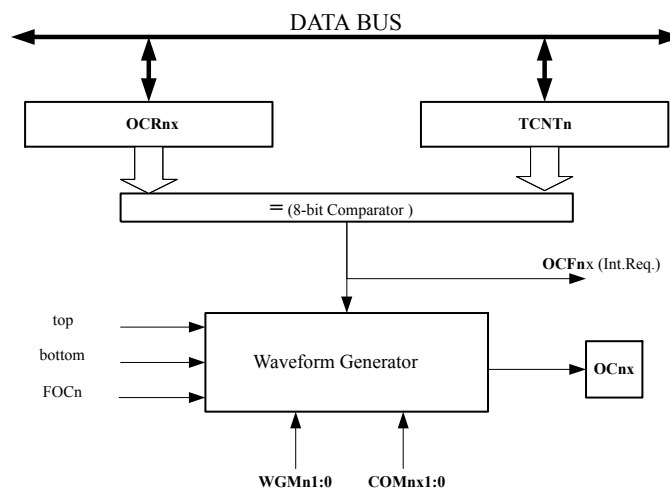 DATA BUS
OCRnx
TCNTn
= (8-bit Comparator )
OCFnx (Int.Req.)
top
bottom
FOCn
Waveform Generator
OCnx
WGMn1:0
COMnx1:0